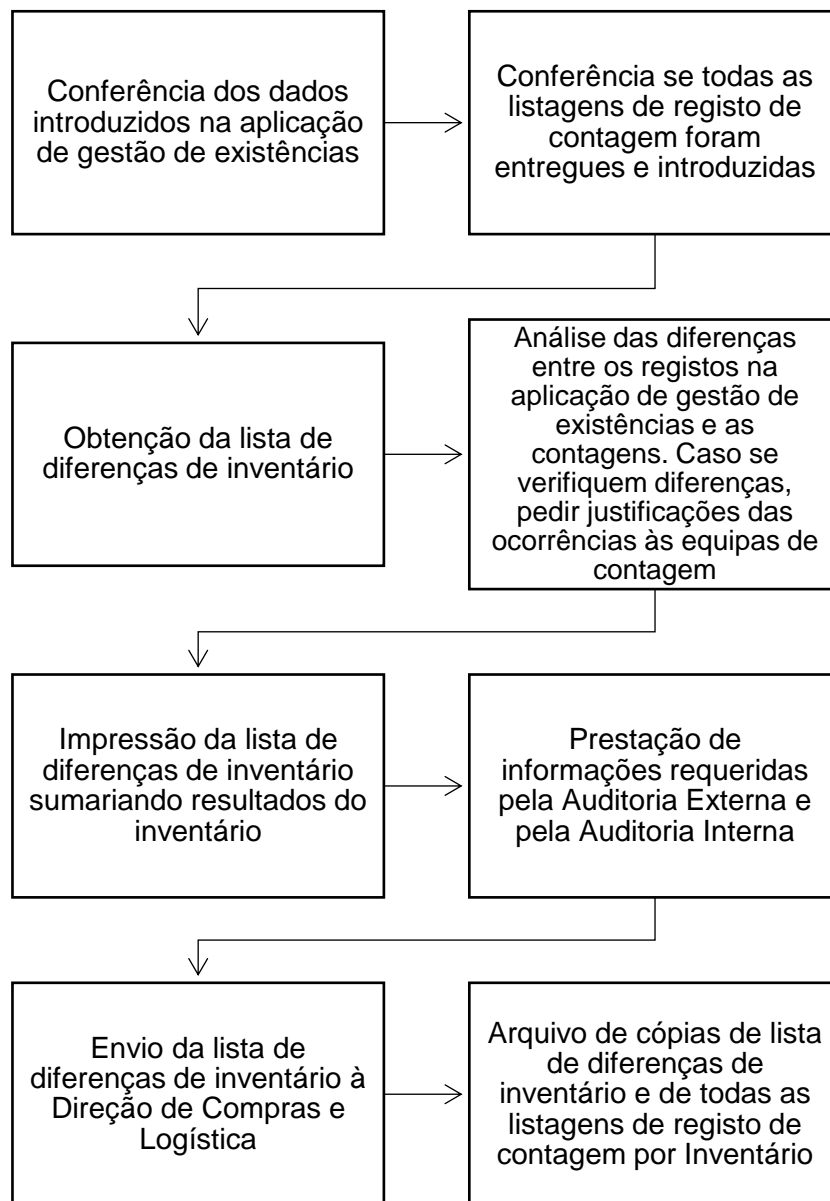 Conferência dos dados
introduzidos na aplicação
de gestão de existências
Conferência se todas as
listagens de registo de
contagem foram
entregues e introduzidas
Obtenção da lista de
diferenças de inventário
Análise das diferenças
entre os registos na
aplicação de gestão de
existências e as
contagens. Caso se
verifiquem diferenças,
pedir justificações das
ocorrências às equipas de
contagem
Impressão da lista de
diferenças de inventário
sumariando resultados do
inventário
Prestação de
informações requeridas
pela Auditoria Externa e
pela Auditoria Interna
Envio da lista de
diferenças de inventário à
Direção de Compras e
Logística
Arquivo de cópias de lista
de diferenças de
inventário e de todas as
listagens de registo de
contagem por Inventário